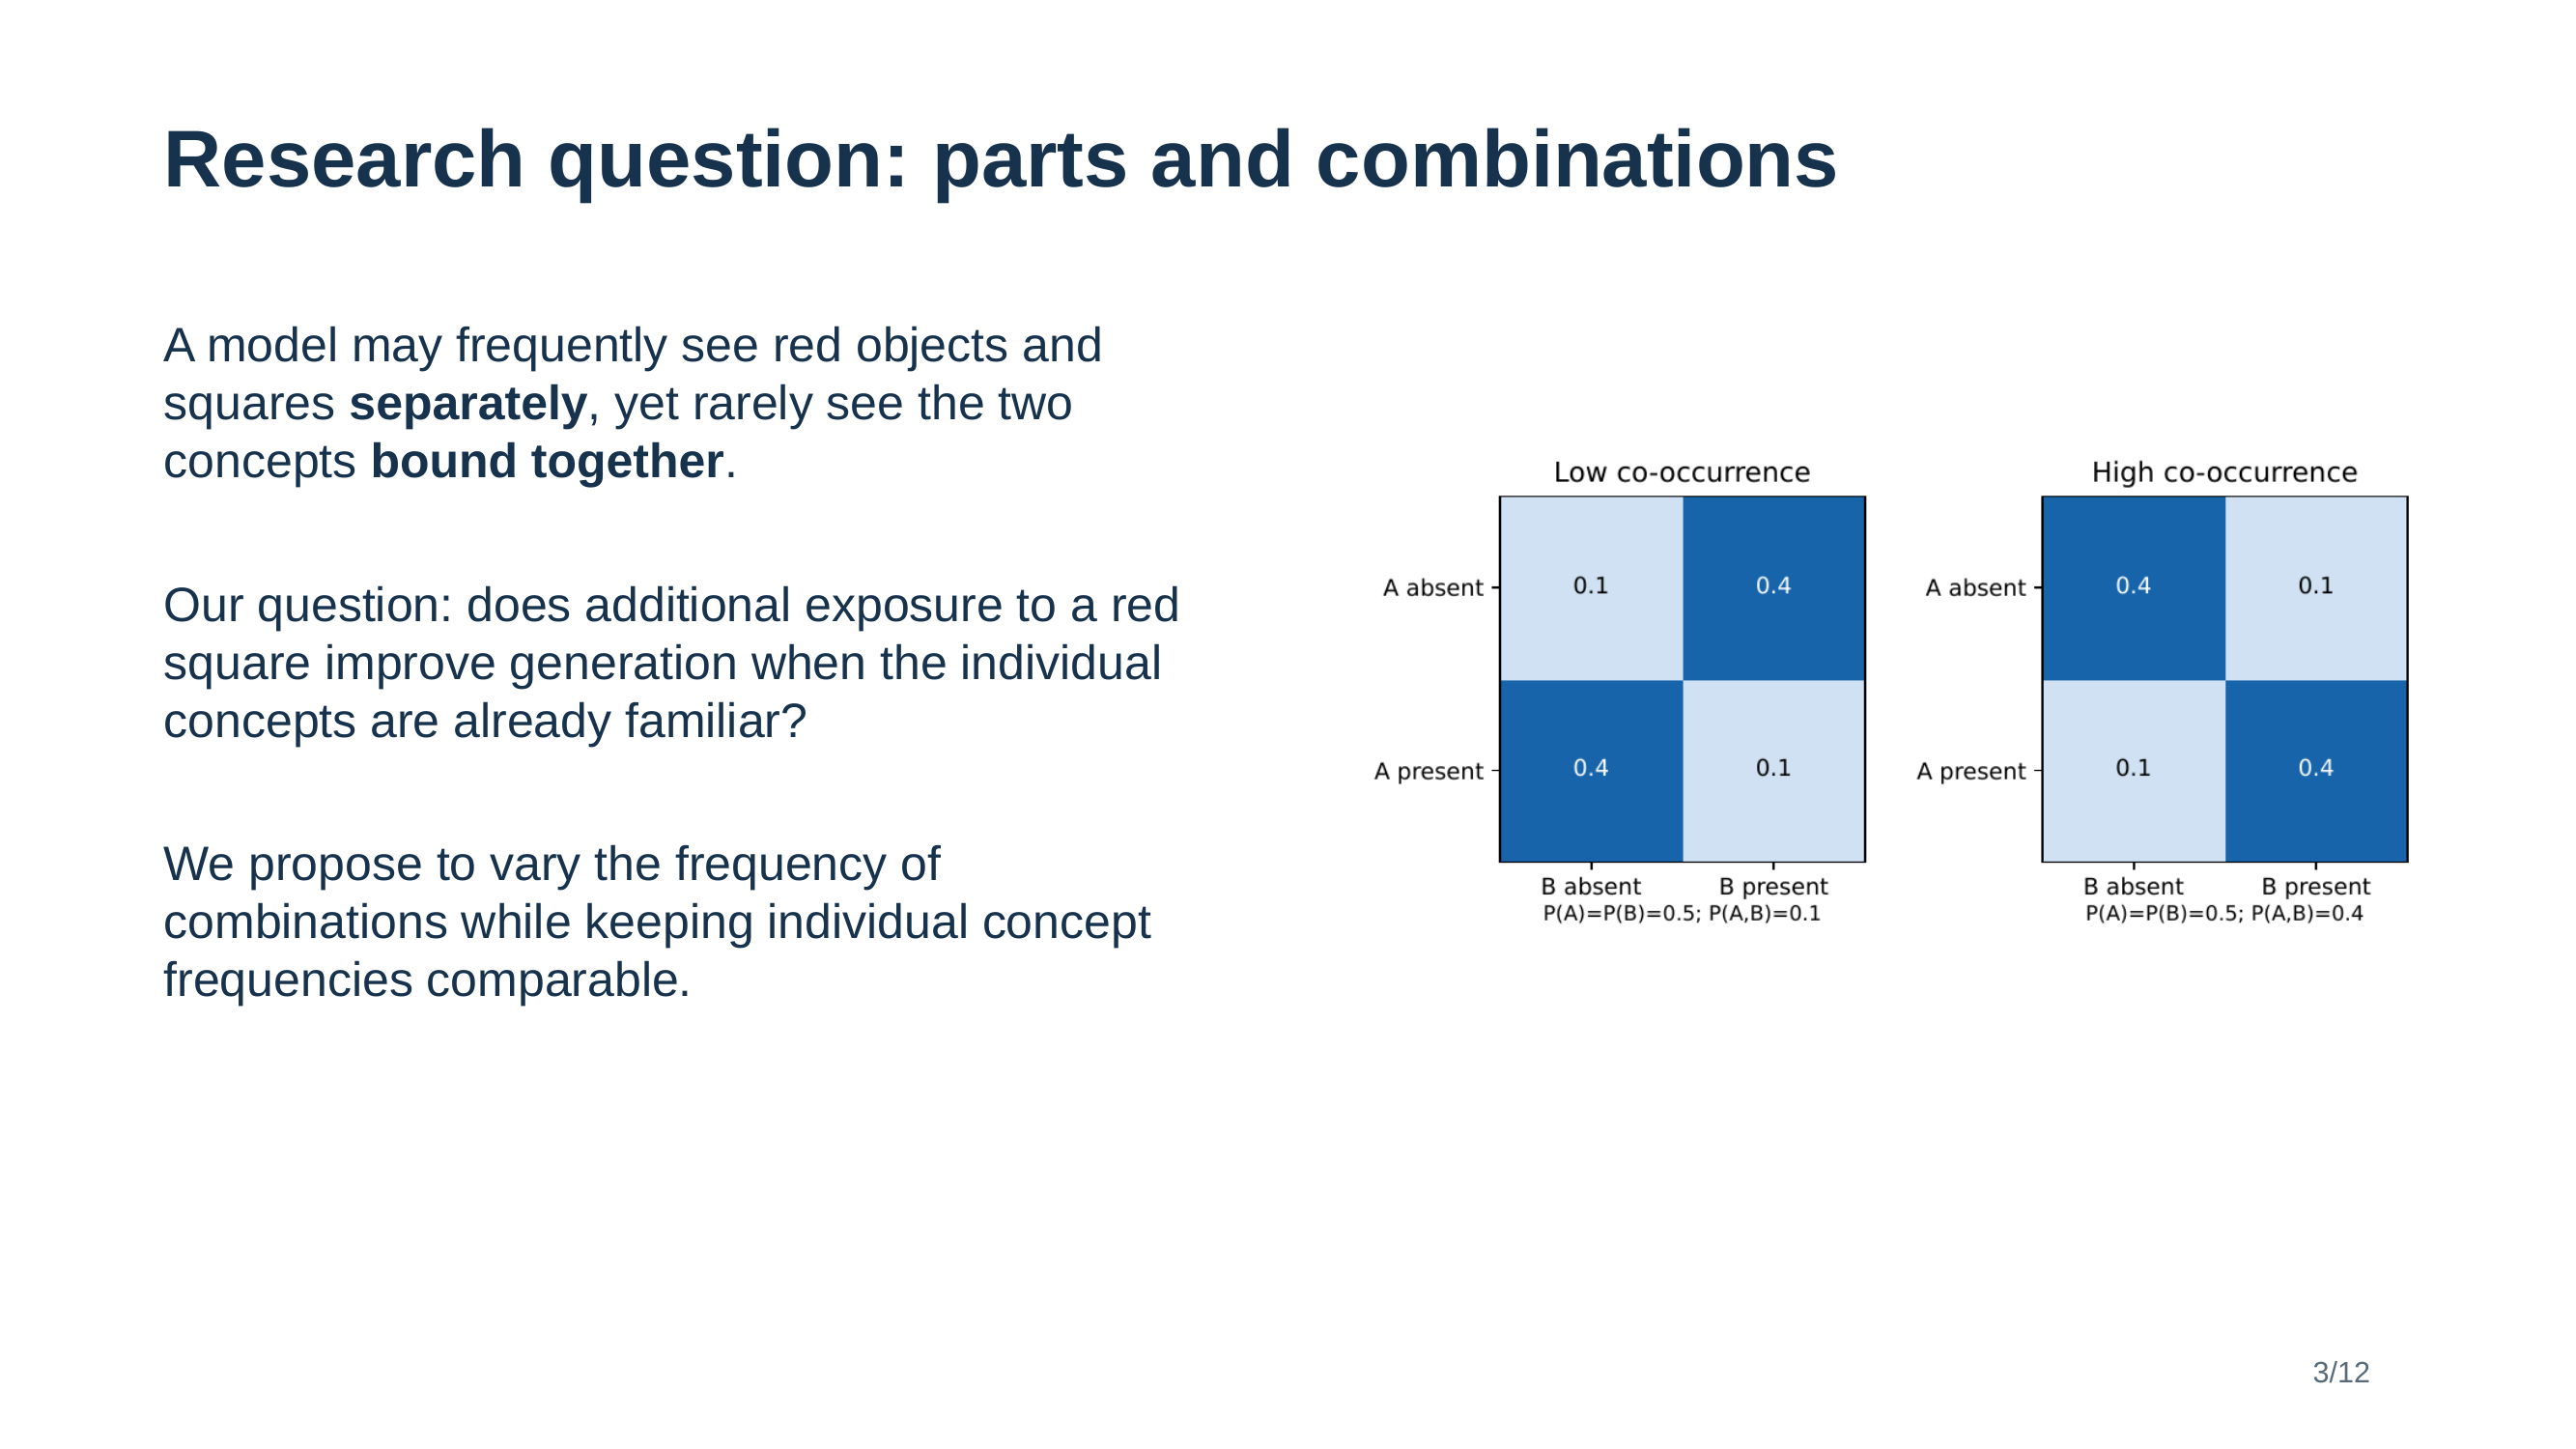 Research question: parts and combinations
A model may frequently see red objects and
squares separately, yet rarely see the two
concepts bound together.
Our question: does additional exposure to a red
square improve generation when the individual
concepts are already familiar?
We propose to vary the frequency of
combinations while keeping individual concept
frequencies comparable.
Low co-occurrence
A absent 0.1 0.4
A present 0.4 0.1
B absent B present
P(A)=P(B)=0.5; P(A,B)=0.1
High co-occurrence
A absent 0.4 0.1
A present 0.1 0.4
B absent B present
P(A)=P(B)=0.5; P(A,B)=0.4
3/12